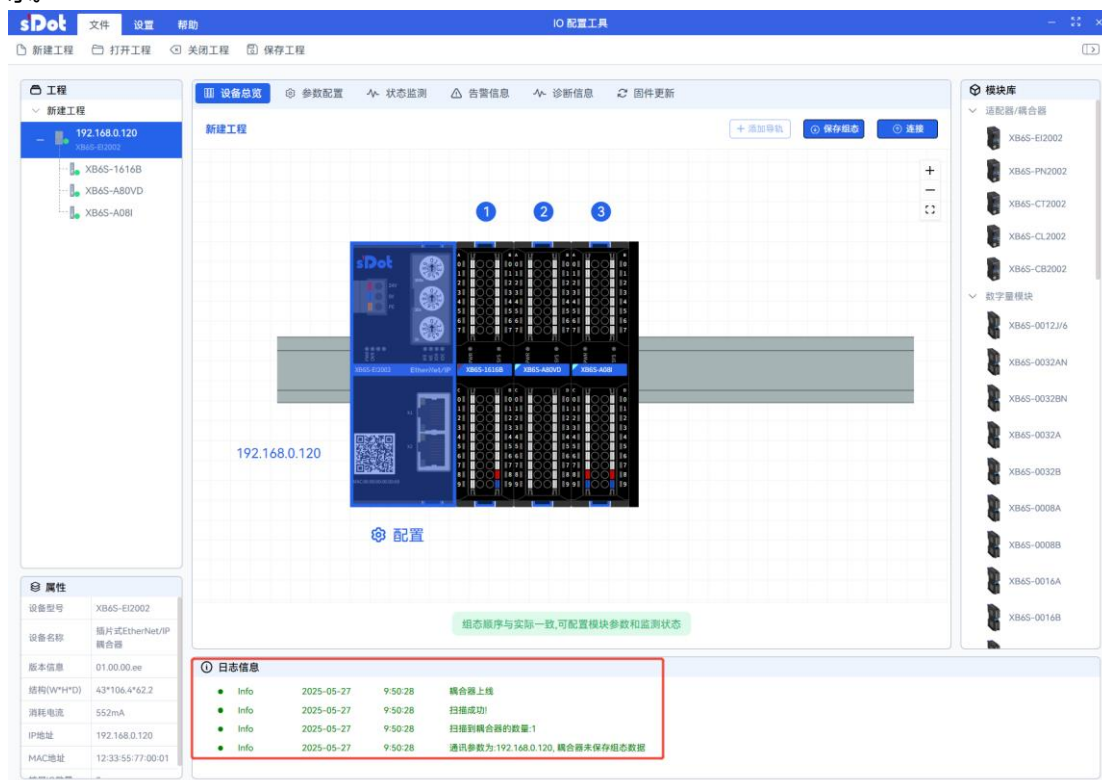 示。
sDot 文件 设置 帮助 IO 配置工具
新建工程 打开工程 关闭工程 保存工程
工程
新建工程
192.168.0.120
XB6S-EI2002
XB6S-1616B
XB6S-A80VD
XB6S-A08I
设备总览 参数配置 状态监测 告警信息 诊断信息 固件更新
新建工程 + 添加导轨 保存组态 连接
1 2 3
sDot
XB6S-EI2002 EtherNet/IP XB6S-1616B XB6S-A80VD XB6S-A08I
192.168.0.120
配置
组态顺序与实际一致,可配置模块参数和监测状态
模块库
适配器/耦合器
XB6S-EI2002
XB6S-PN2002
XB6S-CT2002
XB6S-CL2002
XB6S-CB2002
数字量模块
XB6S-0012J/6
XB6S-0032AN
XB6S-0032BN
XB6S-0032A
XB6S-0032B
XB6S-0008A
XB6S-0008B
XB6S-0016A
XB6S-0016B
属性
设备型号 XB6S-EI2002
设备名称 插片式EtherNet/IP
耦合器
版本信息 01.00.00.ee
结构(W*H*D) 43*106.4*62.2
消耗电流 552mA
IP地址 192.168.0.120
MAC地址 12:33:55:77:00:01
日志信息
Info 2025-05-27 9:50:28 耦合器上线
Info 2025-05-27 9:50:28 扫描成功!
Info 2025-05-27 9:50:28 扫描到耦合器的数量:1
Info 2025-05-27 9:50:28 通讯参数为:192.168.0.120, 耦合器未保存组态数据